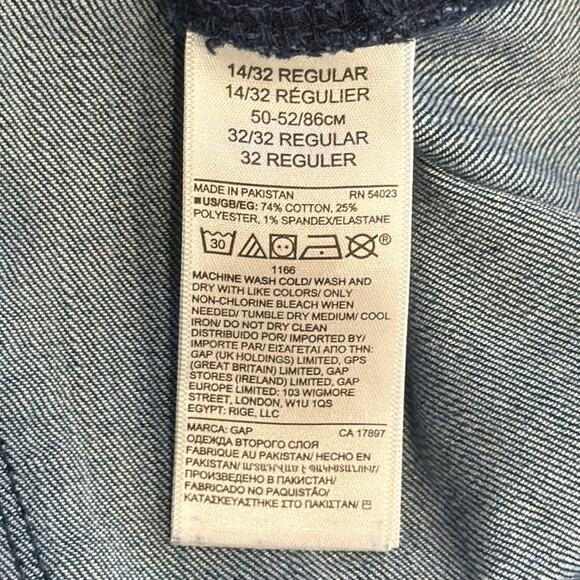 14/32 REGULAR
14/32 RÉGULIER
50-52/86CM
32/32 REGULAR
32 REGULER
MADE IN PAKISTAN RN 54023
■US/GB/EG: 74% COTTON, 25%
POLYESTER, 1% SPANDEX/ELASTANE
30 ®
1166
MACHINE WASH COLD/ WASH AND
DRY WITH LIKE COLORS/ ONLY
NON-CHLORINE BLEACH WHEN
NEEDED/ TUMBLE DRY MEDIUM/ COOL
IRON/ DO NOT DRY CLEAN
DISTRIBUIDO POR/ IMPORTED BY/
IMPORTE PAR/ ΕΙΣΑΓΕΤΑΙ ΑΠΟ ΤΗΝ:
GAP (UK HOLDINGS) LIMITED, GPS
(GREAT BRITAIN) LIMITED, GAP
STORES (IRELAND) LIMITED, GAP
EUROPE LIMITED: 103 WIGMORE
STREET, LONDON, W1U 1QS
EGYPT: RIGE, LLC
MARCA: GAP CA 17897
ОДЕЖДА ВТОРОГО СЛОЯ
FABRIQUE AU PAKISTAN/ HECHO EN
PAKISTAN/ ԱՐՏԱԴՐՎԱԾ Է ՊԱԿԻՍՏԱՆՈՒՄ/
ПРОИЗВЕДЕНО В ПАКИСТАН/
FABRICADO NO PAQUISTÃO/
ΚΑΤΑΣΚΕΥΑΣΤΗΚΕ ΣΤΟ ΠΑΚΙΣΤΑΝ/ 巴